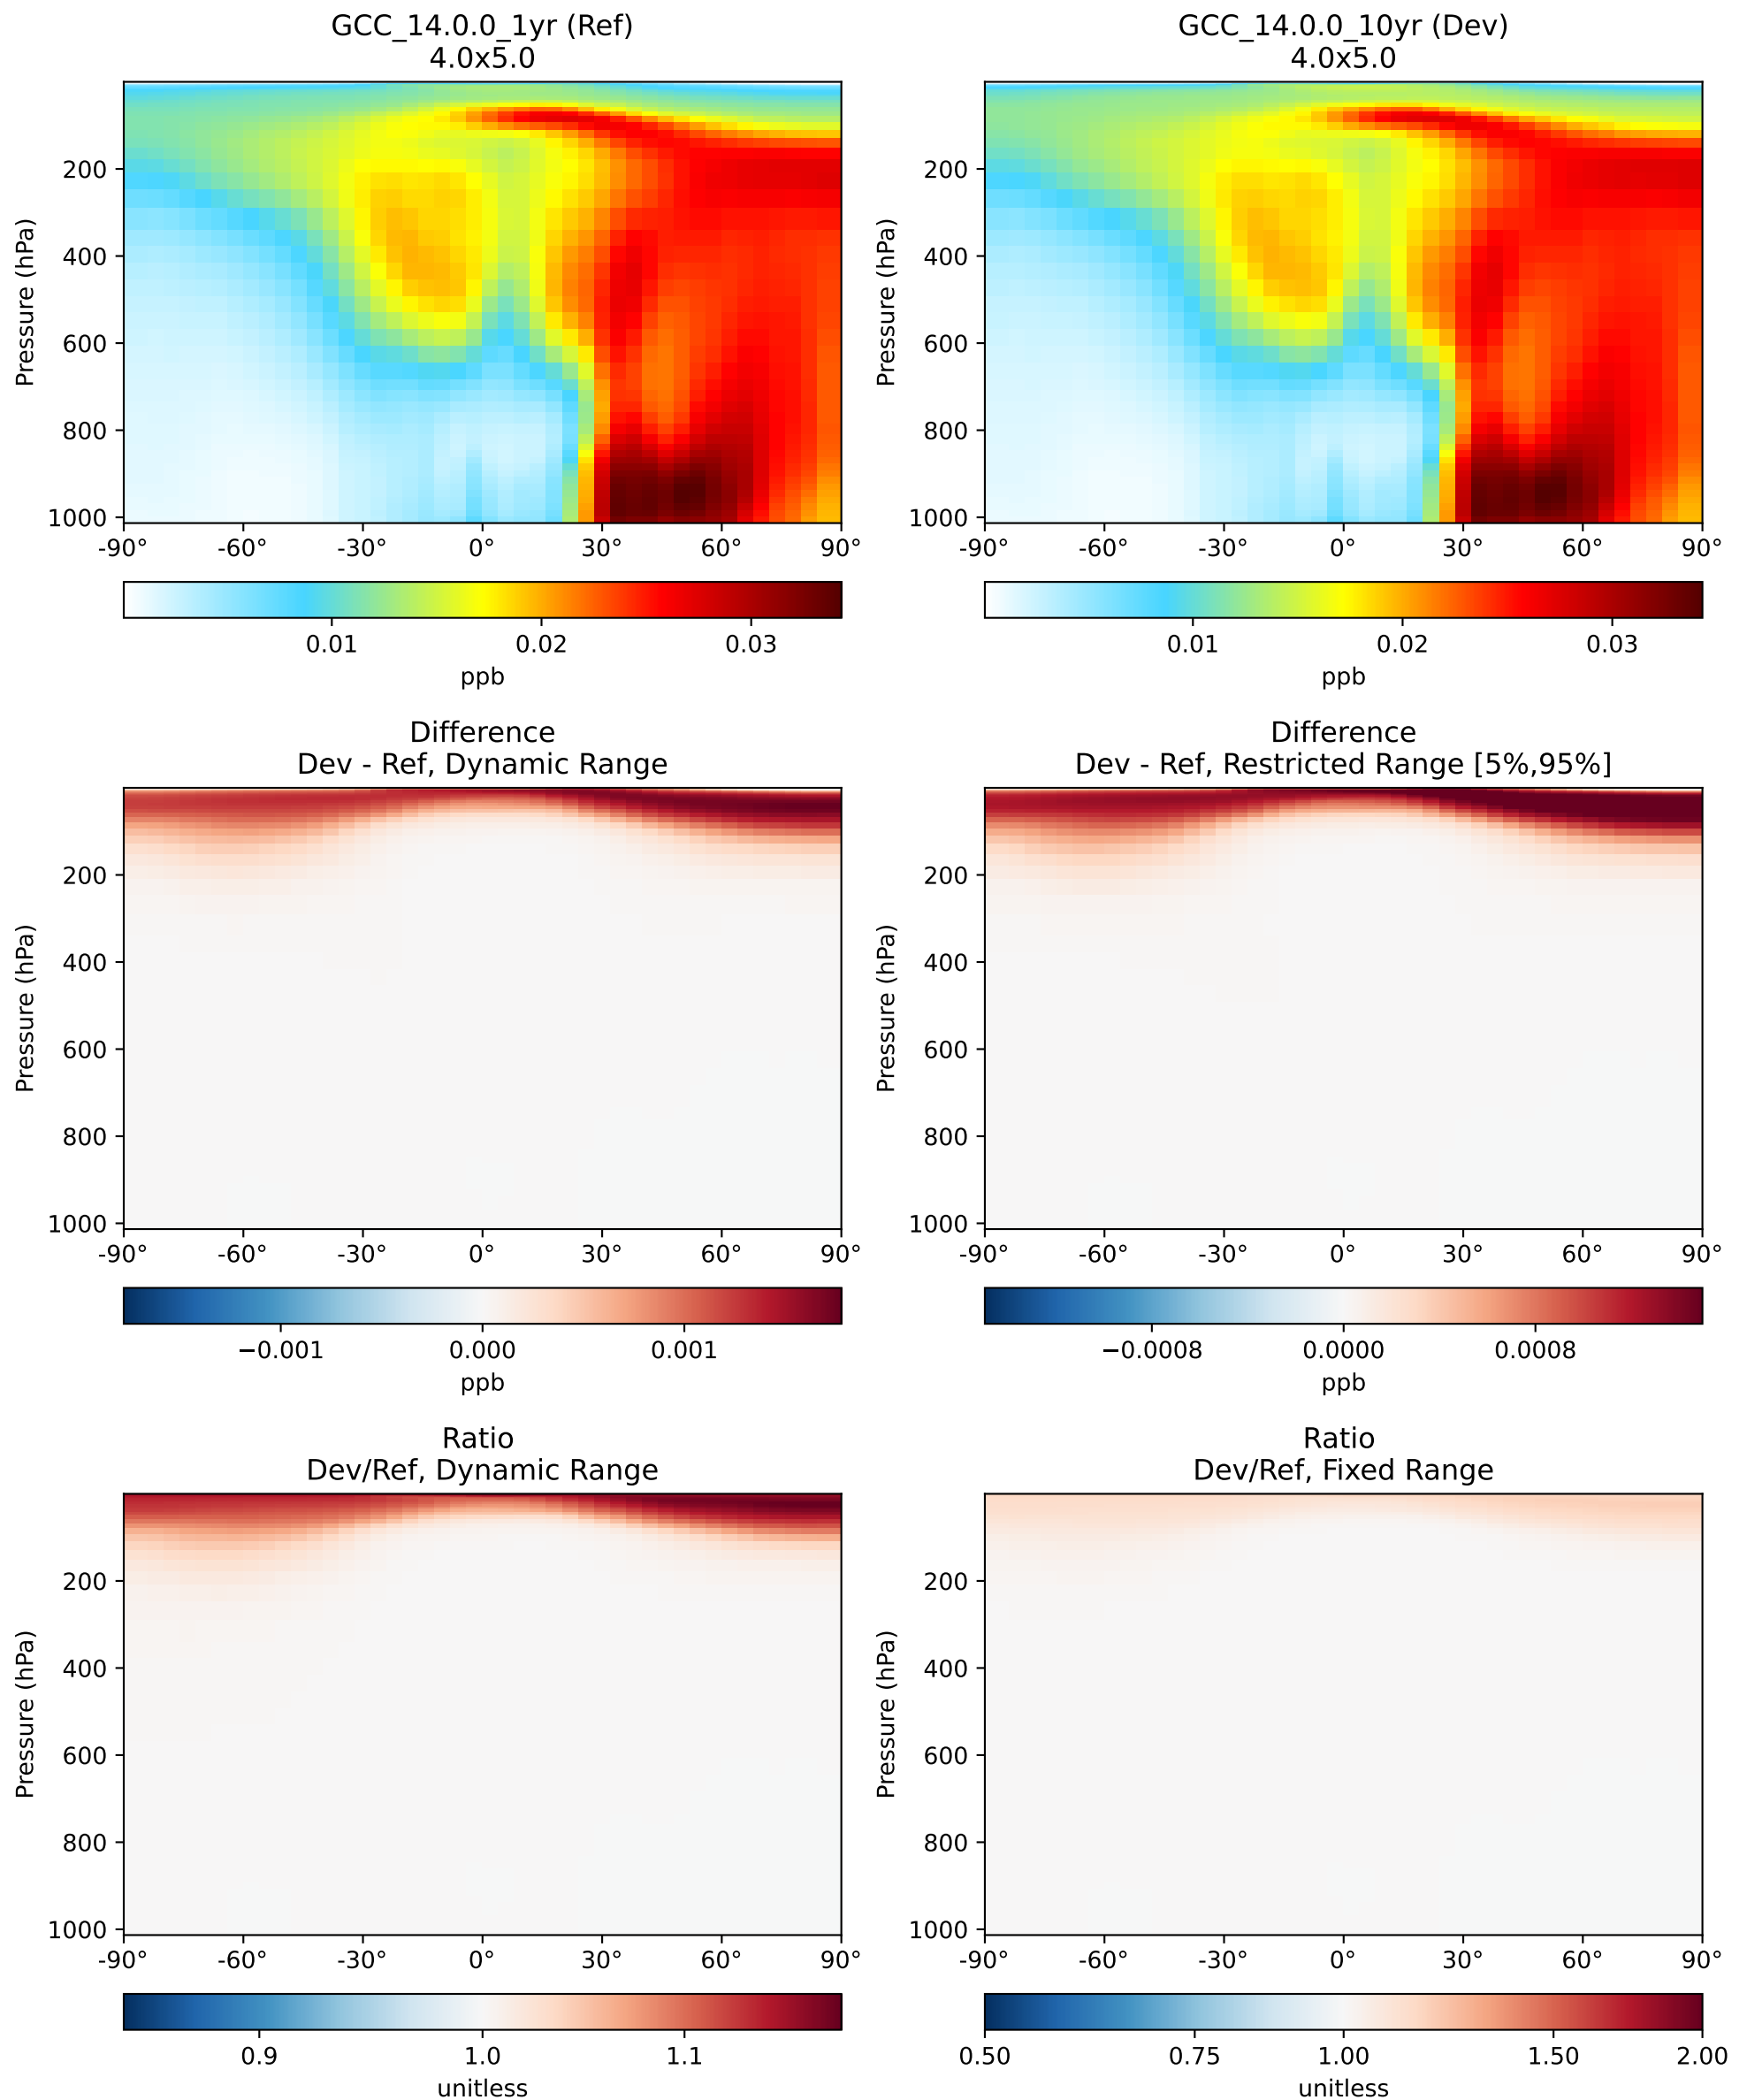 GCC_14.0.0_1yr (Ref)
4.0x5.0
Pressure (hPa)
200
400
600
800
1000
-90° -60° -30° 0° 30° 60° 90°
0.01 0.02 0.03
ppb
GCC_14.0.0_10yr (Dev)
4.0x5.0
Pressure (hPa)
200
400
600
800
1000
-90° -60° -30° 0° 30° 60° 90°
0.01 0.02 0.03
ppb
Difference
Dev - Ref, Dynamic Range
Pressure (hPa)
200
400
600
800
1000
-90° -60° -30° 0° 30° 60° 90°
−0.001 0.000 0.001
ppb
Difference
Dev - Ref, Restricted Range [5%,95%]
Pressure (hPa)
200
400
600
800
1000
-90° -60° -30° 0° 30° 60° 90°
−0.0008 0.0000 0.0008
ppb
Ratio
Dev/Ref, Dynamic Range
Pressure (hPa)
200
400
600
800
1000
-90° -60° -30° 0° 30° 60° 90°
0.9 1.0 1.1
unitless
Ratio
Dev/Ref, Fixed Range
Pressure (hPa)
200
400
600
800
1000
-90° -60° -30° 0° 30° 60° 90°
0.50 0.75 1.00 1.50 2.00
unitless